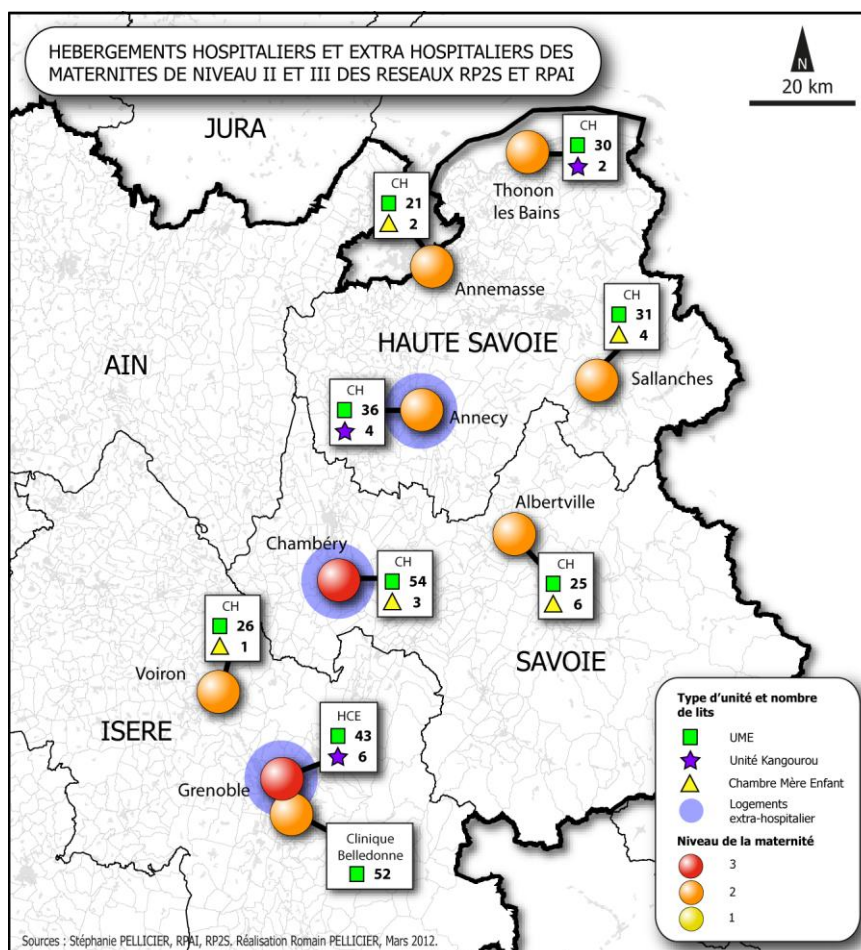 HEBERGEMENTS HOSPITALIERS ET EXTRA HOSPITALIERS DES
MATERNITES DE NIVEAU II ET III DES RESEAUX RP2S ET RPAI
N
20 km
JURA
CH
30
2
Thonon
les Bains
CH
21
2
Annemasse
CH
31
4
HAUTE SAVOIE
Sallanches
AIN
CH
36
4
Annecy
Albertville
Chambéry
CH
54
3
CH
25
6
CH
26
1
Voiron
SAVOIE
ISERE
HCE
43
6
Grenoble
Clinique
Belledonne
52
Type d'unité et nombre
de lits
UME
Unité Kangourou
Chambre Mère Enfant
Logements
extra-hospitalier
Niveau de la maternité
3
2
1
Sources : Stéphanie PELLICIER, RPAI, RP2S. Réalisation Romain PELLICIER, Mars 2012.